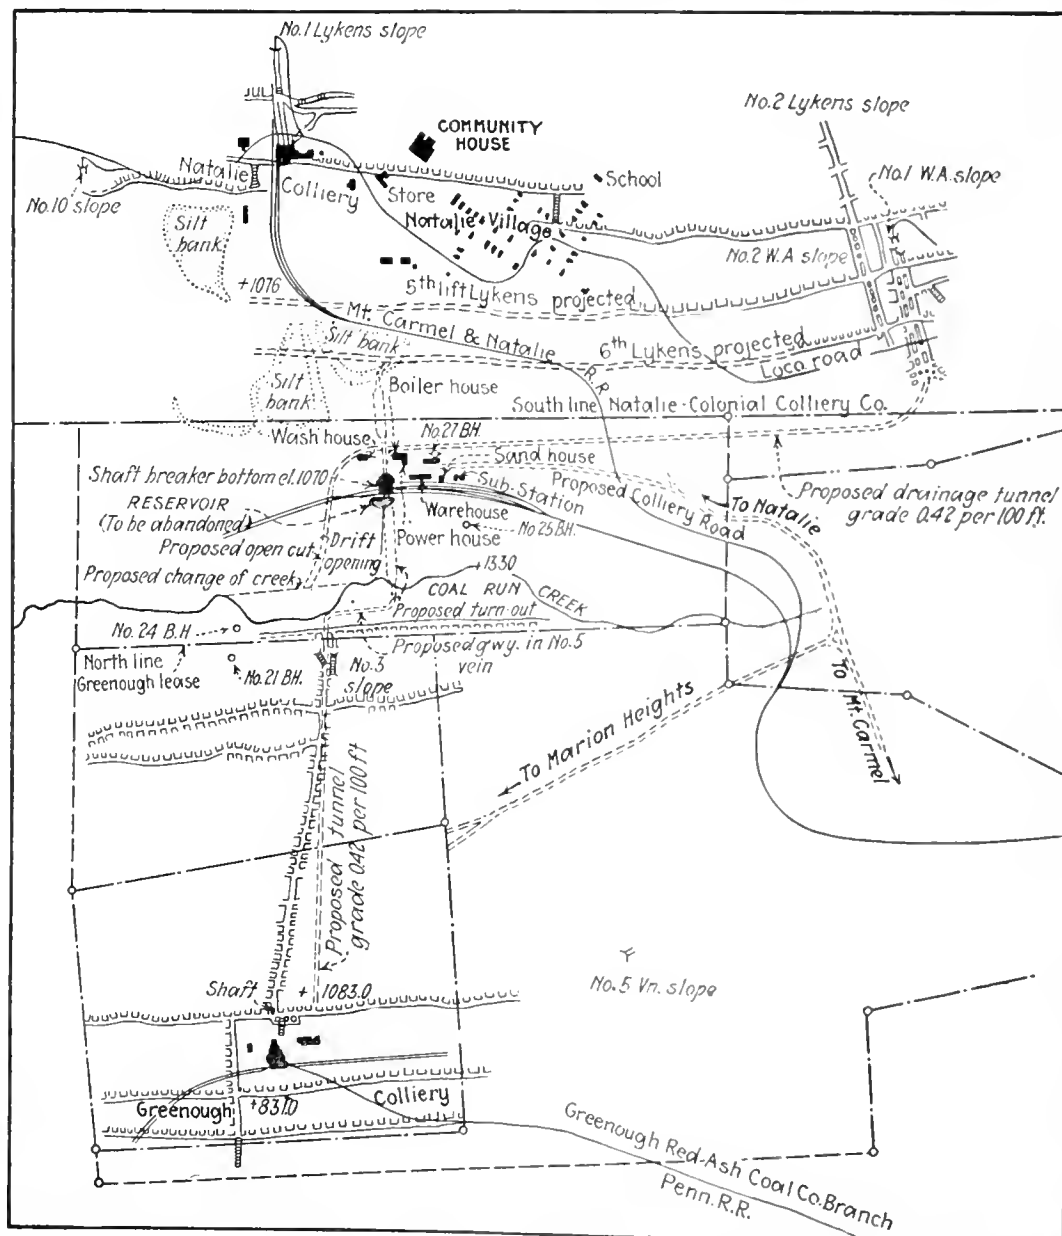 No.1 Lykens slope
COMMUNITY
HOUSE
No.2 Lykens slope
No.1 W.A. slope
Natalie
Colliery
Store
School
No.10 slope
Silt
bank
Natalie Village
No.2 W.A slope
+1076
5th lift Lykens projected
Mt. Carmel & Natalie
R.R.
Silt bank
6th Lykens projected
Loco road
Silt
bank
Boiler house
South line Natalie-Colonial Colliery Co.
Wash house
No.27 B.H.
Sand house
Shaft breaker bottom el. 1070
Sub. Station
Proposed Colliery Road
To Natalie
Proposed drainage tunnel
grade 0.42 per 100 ft.
RESERVOIR
(To be abandoned)
Warehouse
No 25 B.H.
Power house
Drift
opening
Proposed open cut
Proposed change of creek
+1330
COAL RUN CREEK
Proposed turn-out
No. 24 B.H
Proposed gwy. in No.5
vein
North line
Greenough lease
No.21 BH.
No.3
slope
To Marion Heights
To Mt. Carmel
Proposed tunnel
grade 0.42 per 100 ft
No.5 Vn. slope
Shaft
+ 1083.0
Greenough
+831.0
Colliery
Greenough Red-Ash Coal Co. Branch
Penn. R.R.